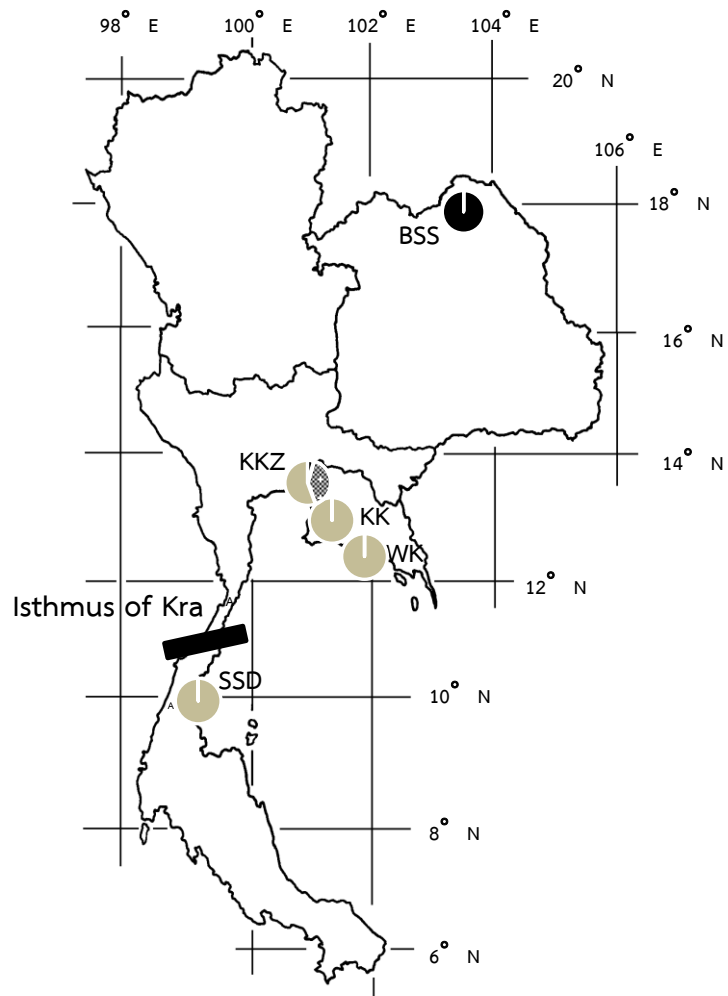 98° E 100° E 102° E 104° E
20° N
106° E
18° N
BSS
16° N
KKZ
14° N
KK
WK
12° N
A
Isthmus of Kra
SSD
10° N
A
8° N
6° N